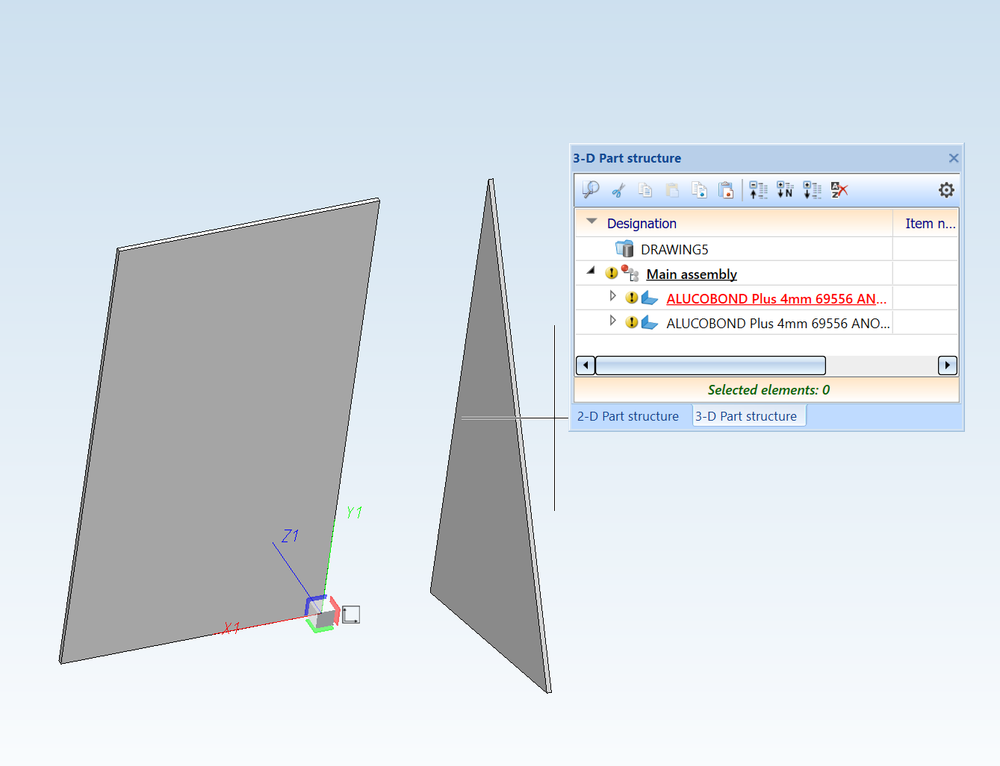 3-D Part structure
Designation
Item n...
DRAWING5
Main assembly
ALUCOBOND Plus 4mm 69556 AN...
ALUCOBOND Plus 4mm 69556 ANO...
Selected elements: 0
2-D Part structure
3-D Part structure
Y1
Z1
X1